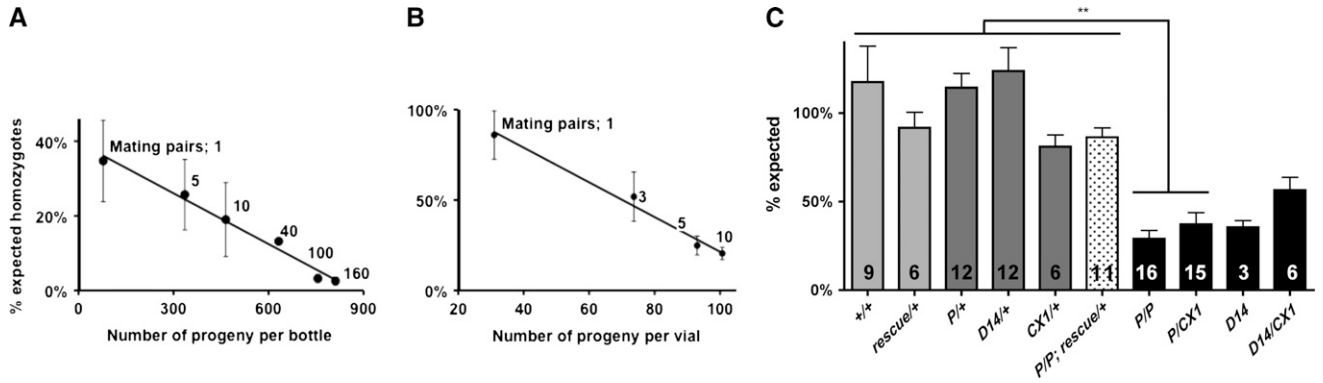 A
% expected homozygotes
40%
20%
0%
Mating pairs; 1
5
10
40
100
160
0
300
600
900
Number of progeny per bottle
B
100%
50%
0%
Mating pairs; 1
3
5
10
20
40
60
80
100
Number of progeny per vial
C
**
% expected
100%
50%
0%
9
6
12
12
6
11
16
15
3
6
+/+
rescue/+
P/+
D14/+
CX1/+
P/P; rescue/+
P/P
P/CX1
D14
D14/CX1